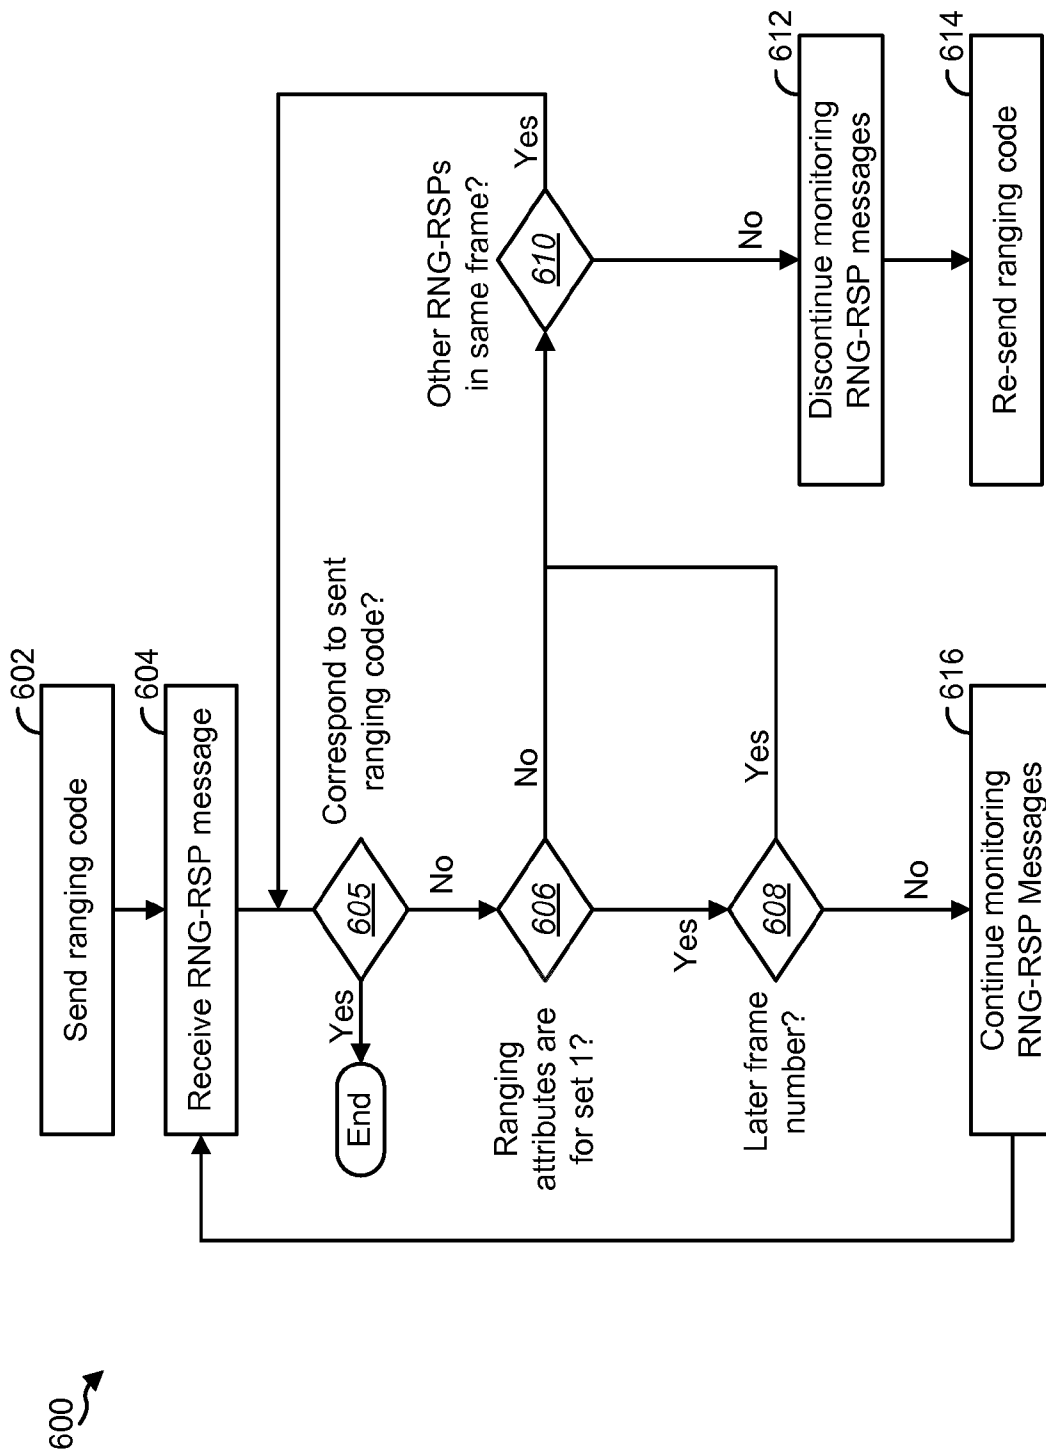 600
602
Send ranging code
604
Receive RNG-RSP message
Correspond to sent
ranging code?
605
Yes
End
No
Ranging
attributes are
for set 1?
606
No
Yes
Later frame
number?
608
Yes
No
616
Continue monitoring
RNG-RSP Messages
Other RNG-RSPs
in same frame?
610
Yes
No
612
Discontinue monitoring
RNG-RSP messages
614
Re-send ranging code